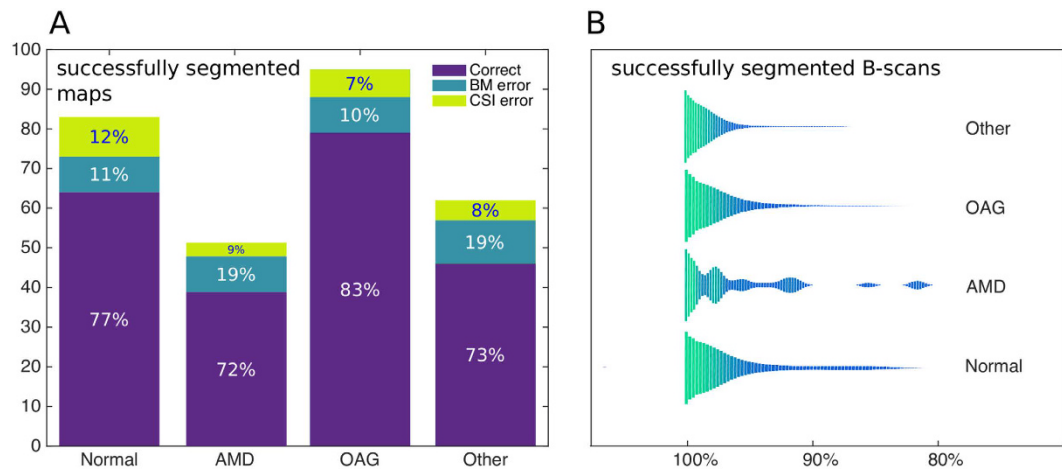 A
successfully segmented
maps
Correct
BM error
CSI error
100
90
80
70
60
50
40
30
20
10
0
12%
11%
77%
9%
19%
72%
7%
10%
83%
8%
19%
73%
Normal AMD OAG Other
B
successfully segmented B-scans
Other
OAG
AMD
Normal
100% 90% 80%